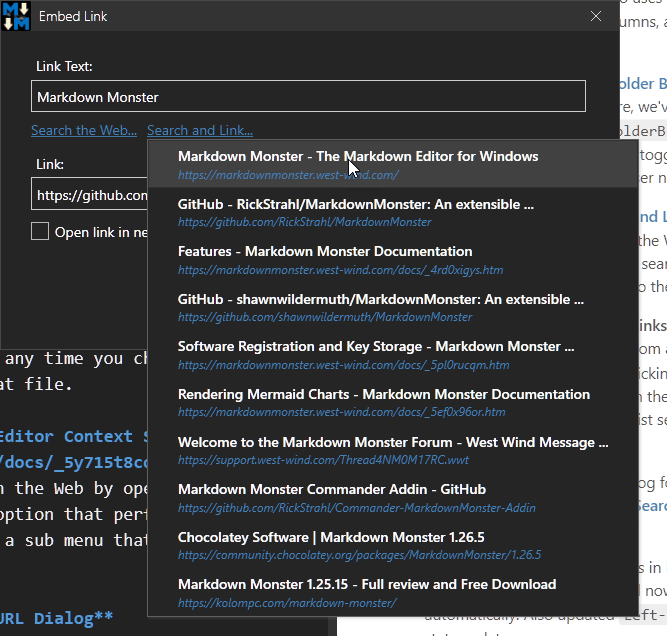 Embed Link
Link Text:
Markdown Monster
Search the Web... Search and Link...
Link:
https://github.com
Open link in ne
Markdown Monster - The Markdown Editor for Windows
https://markdownmonster.west-wind.com/
GitHub - RickStrahl/MarkdownMonster: An extensible ...
https://github.com/RickStrahl/MarkdownMonster
Features - Markdown Monster Documentation
https://markdownmonster.west-wind.com/docs/_4rd0xigys.htm
GitHub - shawnwildermuth/MarkdownMonster: An extensible ...
https://github.com/shawnwildermuth/MarkdownMonster
Software Registration and Key Storage - Markdown Monster ...
https://markdownmonster.west-wind.com/docs/_5pl0rucqm.htm
Rendering Mermaid Charts - Markdown Monster Documentation
https://markdownmonster.west-wind.com/docs/_5ef0x96or.htm
Welcome to the Markdown Monster Forum - West Wind Message ...
https://support.west-wind.com/Thread4NM0M17RC.wwt
Markdown Monster Commander Addin - GitHub
https://github.com/RickStrahl/Commander-MarkdownMonster-Addin
Chocolatey Software | Markdown Monster 1.26.5
https://community.chocolatey.org/packages/MarkdownMonster/1.26.5
Markdown Monster 1.25.15 - Full review and Free Download
https://kolompc.com/markdown-monster/
any time you ch
at file.
Editor Context S
/docs/_5y715t8co
n the Web by ope
option that perf
a sub menu that
URL Dialog**
umns, a
older B
re, we'v
olderB
togg
er n
nd L
the W
sear
o the
inks
om a
icking
n the
ist se
og fo
Sear
s in
l now
automatically. Also updated Left-